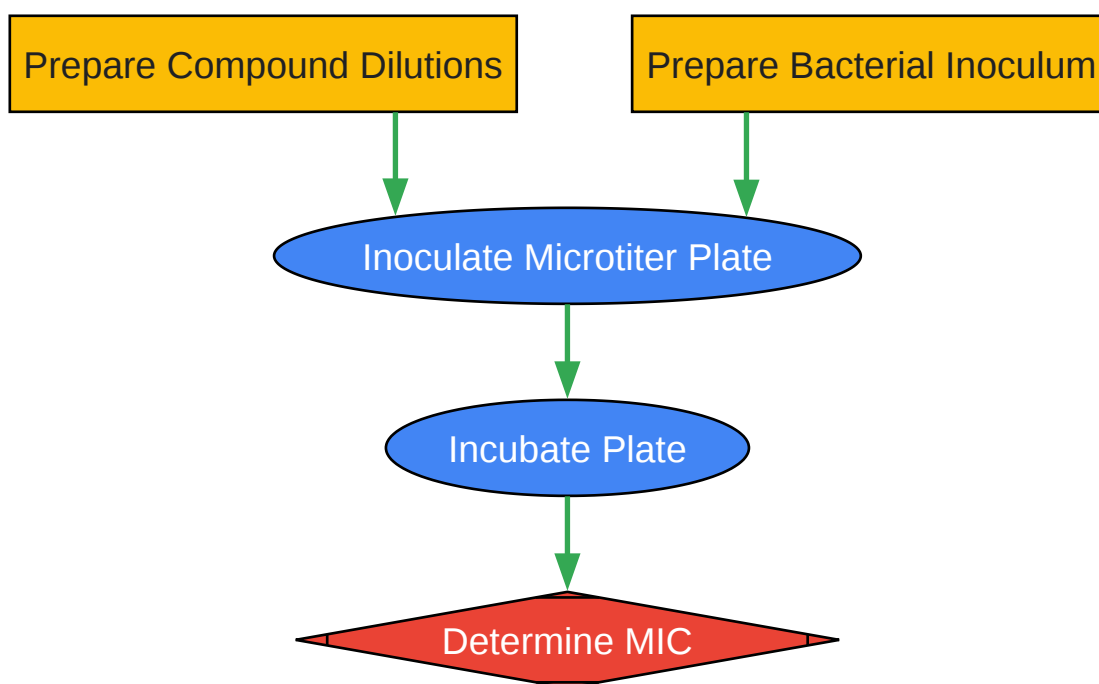 Prepare Compound Dilutions
Prepare Bacterial Inoculum
Inoculate Microtiter Plate
Incubate Plate
Determine MIC